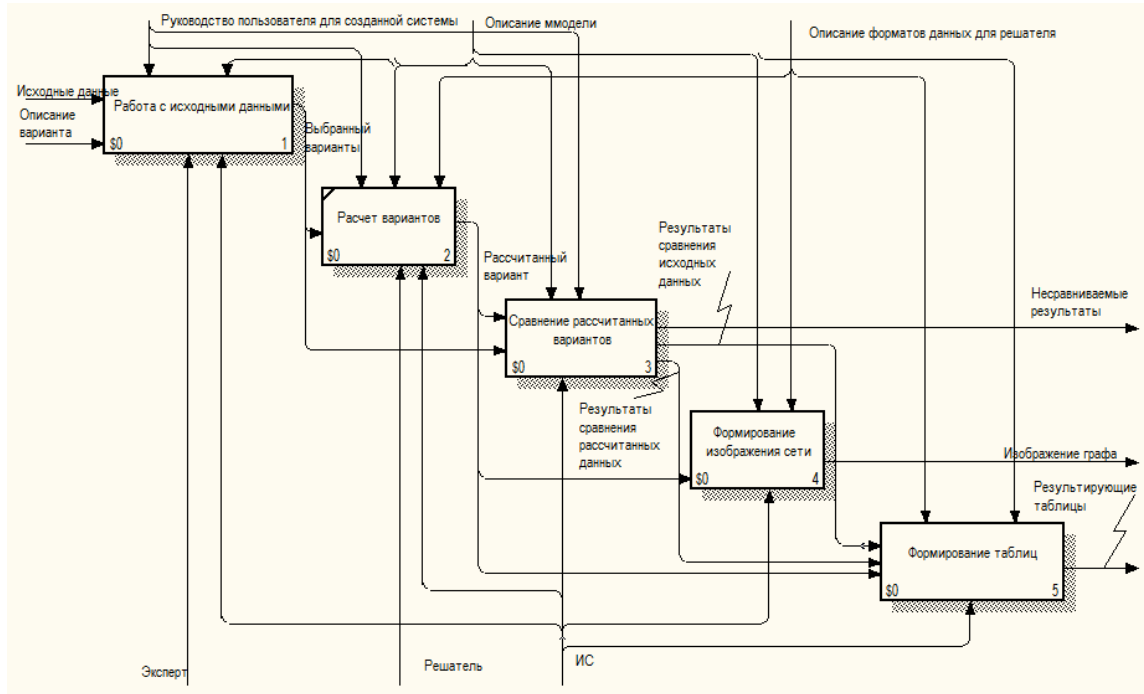 Руководство пользователя для созданной системы
Описание ммодели
Описание форматов данных для решателя
Исходные данные
Описание
варианта
Работа с исходными данными
$0
1
Выбранный
варианты
Расчет вариантов
$0
2
Рассчитанный
вариант
Результаты
сравнения
исходных
данных
Сравнение рассчитанных
вариантов
$0
3
Несравниваемые
результаты
Результаты
сравнения
рассчитанных
данных
Формирование
изображения сети
$0
4
Изображение графа
Результирующие
таблицы
Формирование таблиц
$0
5
Эксперт
Решатель
ИС